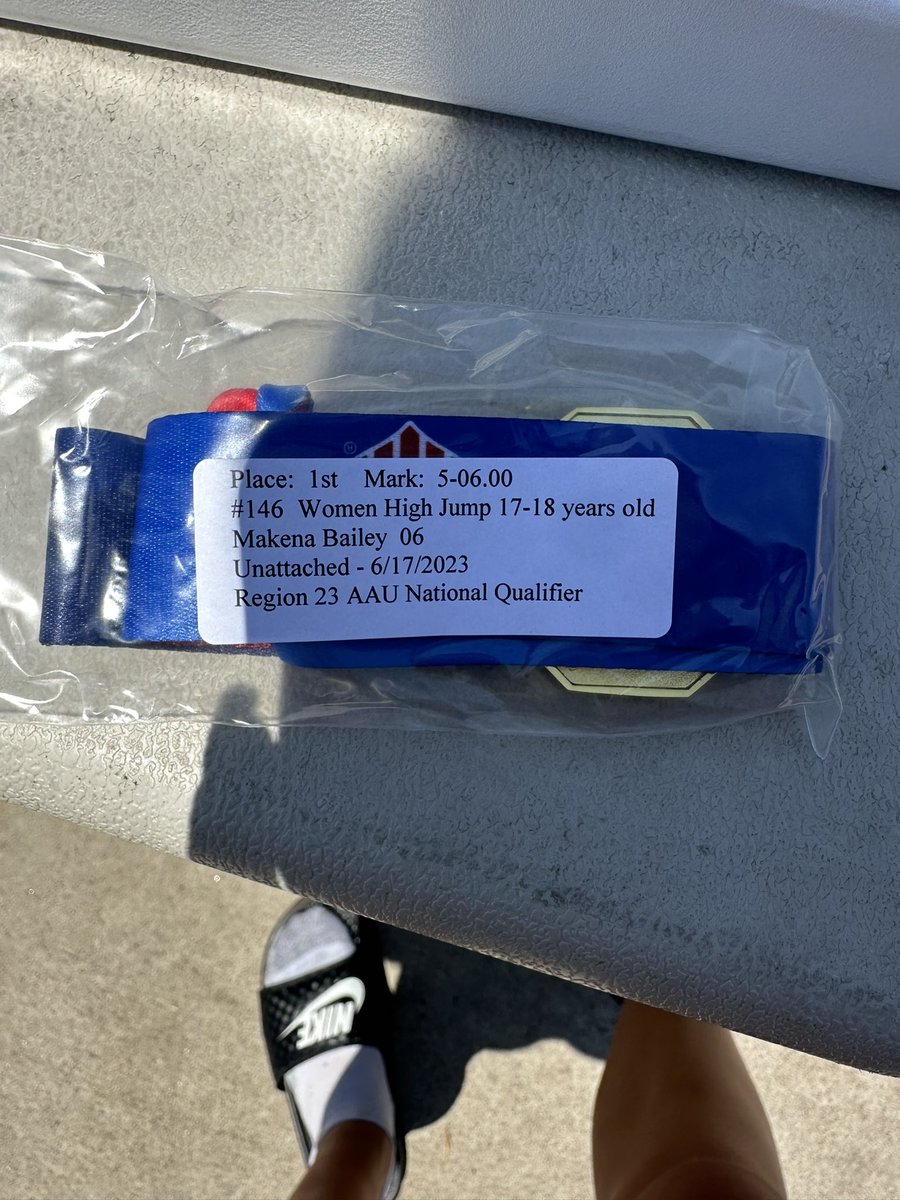 Place: 1st Mark: 5-06.00
#146 Women High Jump 17-18 years old
Makena Bailey 06
Unattached - 6/17/2023
Region 23 AAU National Qualifier
NIKE